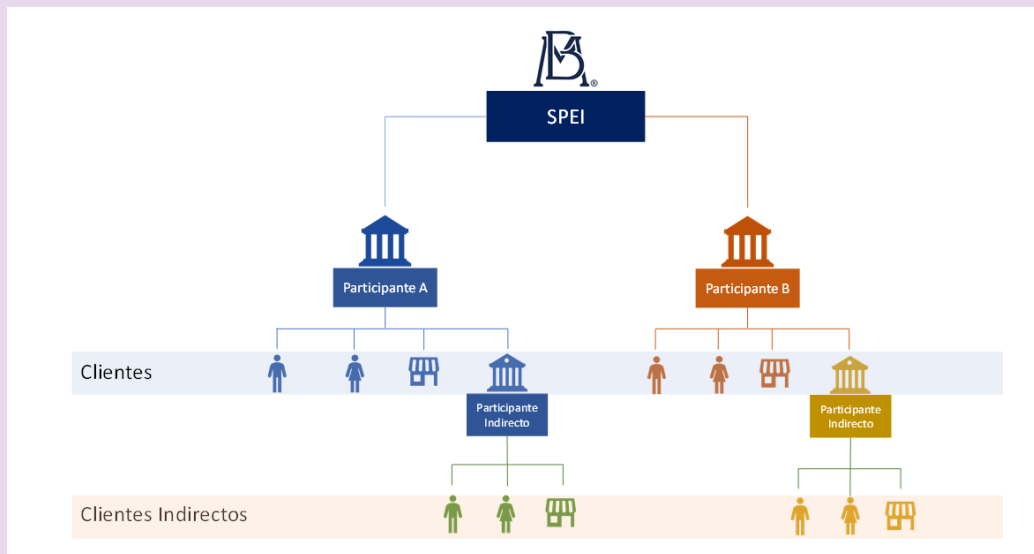 SPEI
Participante A
Participante B
Clientes
Participante
Indirecto
Participante
Indirecto
Clientes Indirectos